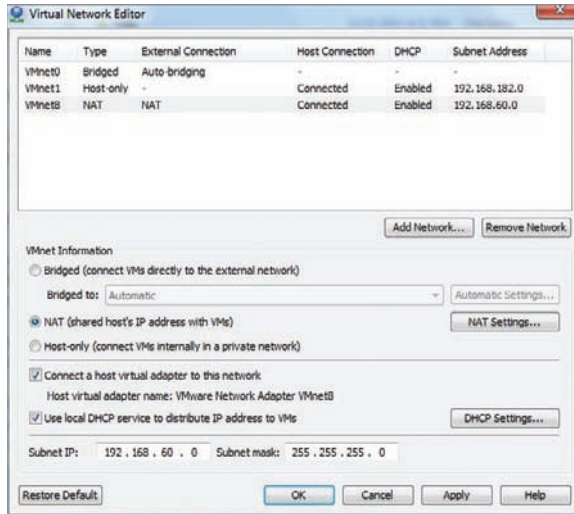 Virtual Network Editor
Name Type External Connection Host Connection DHCP Subnet Address
VMnet0 Bridged Auto-bridging - - -
VMnet1 Host-only - Connected Enabled 192.168.182.0
VMnet8 NAT NAT Connected Enabled 192.168.60.0
Add Network... Remove Network
VMnet Information
Bridged (connect VMs directly to the external network)
Bridged to: Automatic Automatic Settings...
NAT (shared host's IP address with VMs) NAT Settings...
Host-only (connect VMs internally in a private network)
Connect a host virtual adapter to this network
Host virtual adapter name: VMware Network Adapter VMnet8
Use local DHCP service to distribute IP address to VMs DHCP Settings...
Subnet IP: 192 . 168 . 60 . 0 Subnet mask: 255 . 255 . 255 . 0
Restore Default OK Cancel Apply Help